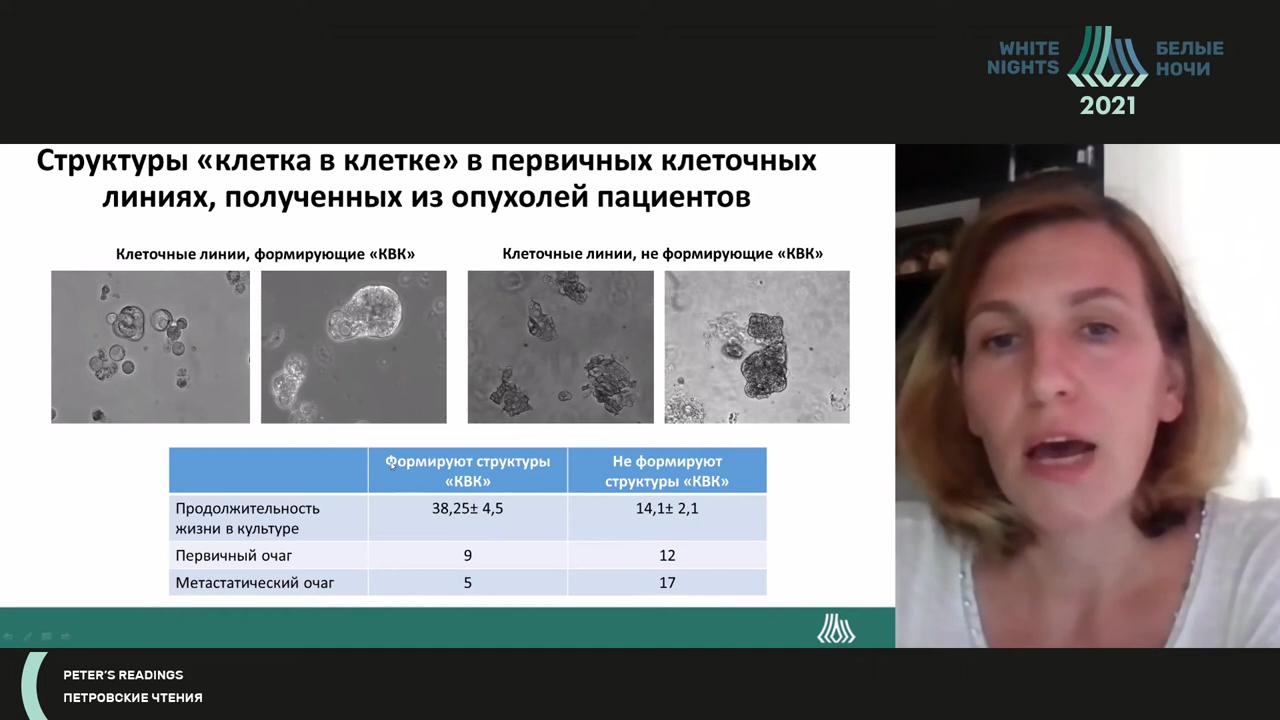 WHITE
NIGHTS
БЕЛЫЕ
НОЧИ
2021
Структуры «клетка в клетке» в первичных клеточных
линиях, полученных из опухолей пациентов
Клеточные линии, формирующие «КВК»
Клеточные линии, не формирующие «КВК»
Формируют структуры
«КВК»
Не формируют
структуры «КВК»
Продолжительность
жизни в культуре
38,25± 4,5
14,1± 2,1
Первичный очаг
9
12
Метастатический очаг
5
17
PETER'S READINGS
ПЕТРОВСКИЕ ЧТЕНИЯ